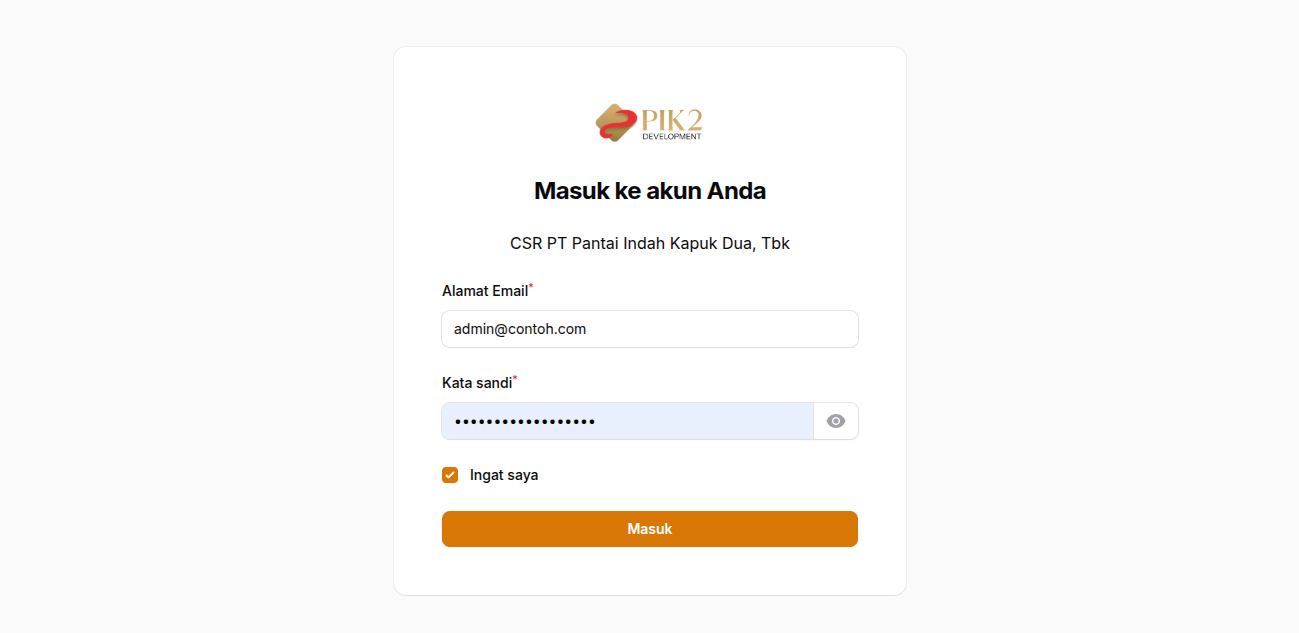 PIK2
DEVELOPMENT
Masuk ke akun Anda
CSR PT Pantai Indah Kapuk Dua, Tbk
Alamat Email*
admin@contoh.com
Kata sandi*
••••••••••••••••••
Ingat saya
Masuk